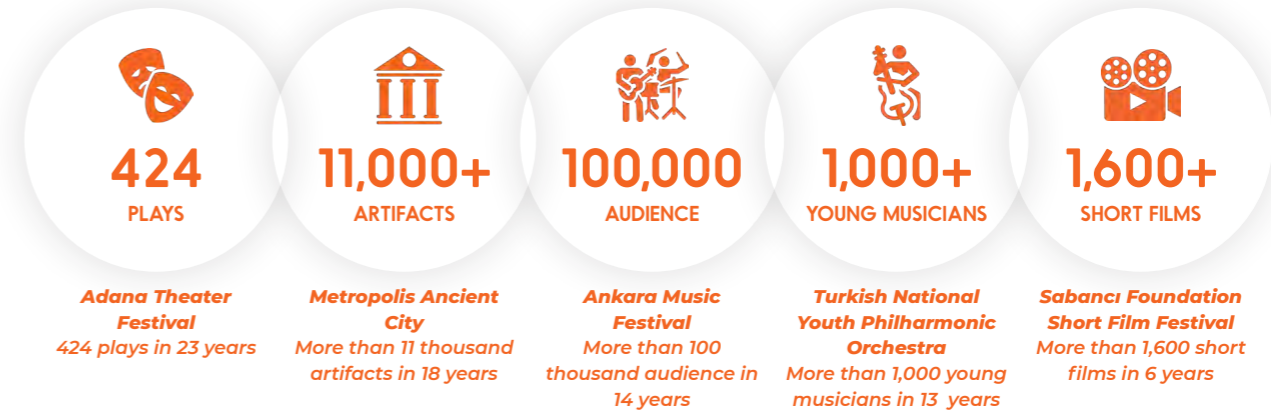 424
PLAYS
Adana Theater
Festival
424 plays in 23 years
11,000+
ARTIFACTS
Metropolis Ancient
City
More than 11 thousand
artifacts in 18 years
100,000
AUDIENCE
Ankara Music
Festival
More than 100
thousand audience in
14 years
1,000+
YOUNG MUSICIANS
Turkish National
Youth Philharmonic
Orchestra
More than 1,000 young
musicians in 13 years
1,600+
SHORT FILMS
Sabancı Foundation
Short Film Festival
More than 1,600 short
films in 6 years